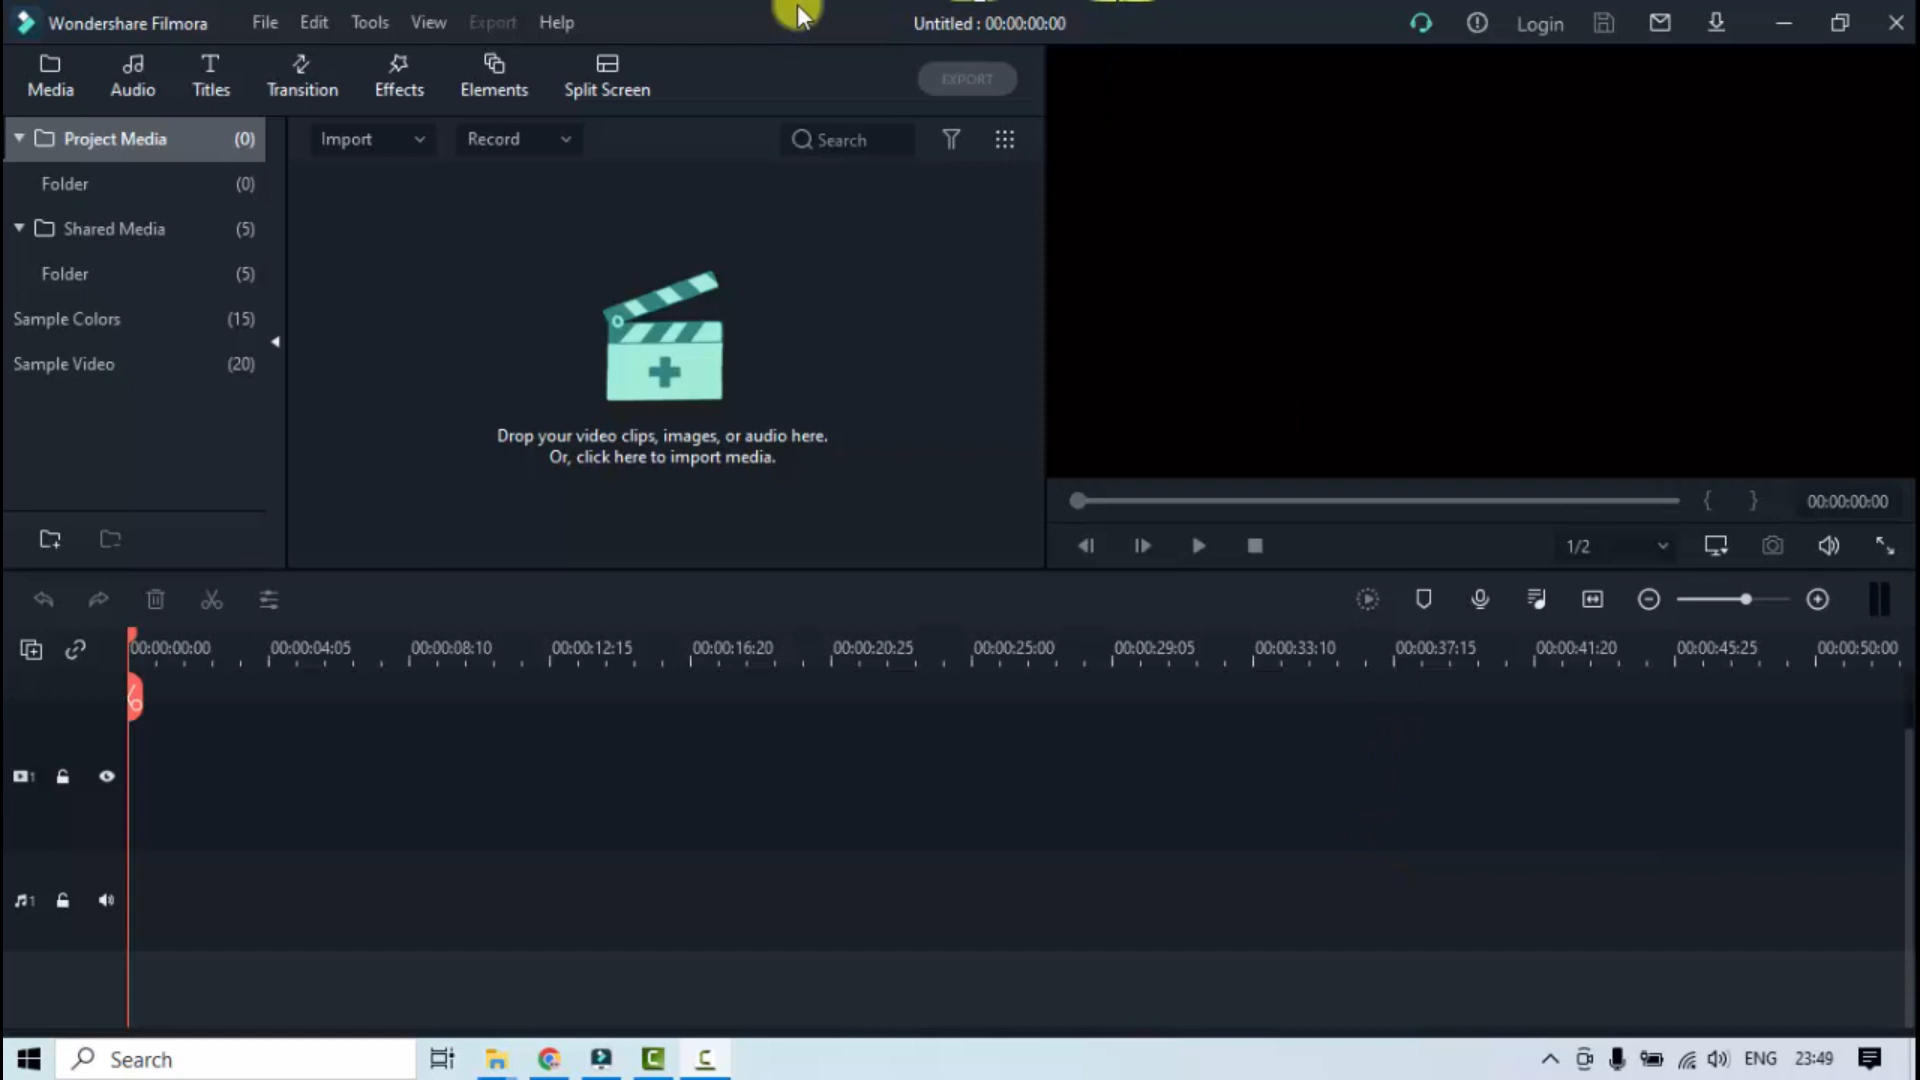 Wondershare Filmora
File
Edit
Tools
View
Export
Help
Untitled : 00:00:00:00
Login
Media
Audio
Titles
Transition
Effects
Elements
Split Screen
EXPORT
Project Media (0)
Folder (0)
Shared Media (5)
Folder (5)
Sample Colors (15)
Sample Video (20)
Import
Record
Search
Drop your video clips, images, or audio here.
Or, click here to import media.
{ }
00:00:00:00
1/2
00:00:00:00
00:00:04:05
00:00:08:10
00:00:12:15
00:00:16:20
00:00:20:25
00:00:25:00
00:00:29:05
00:00:33:10
00:00:37:15
00:00:41:20
00:00:45:25
00:00:50:00
1
1
Search
ENG
23:49